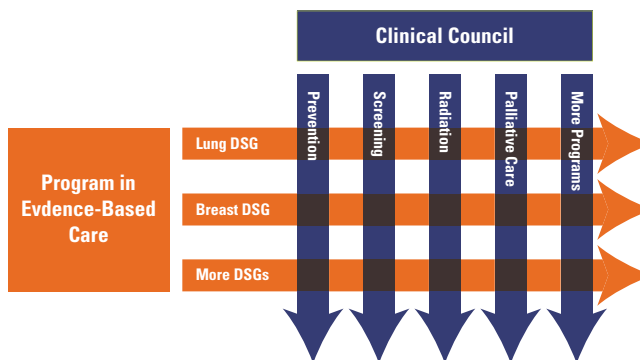 Clinical Council
Prevention
Screening
Radiation
Palliative Care
More Programs
Program in
Evdence-Based
Care
Lung DSG
Breast DSG
More DSGs